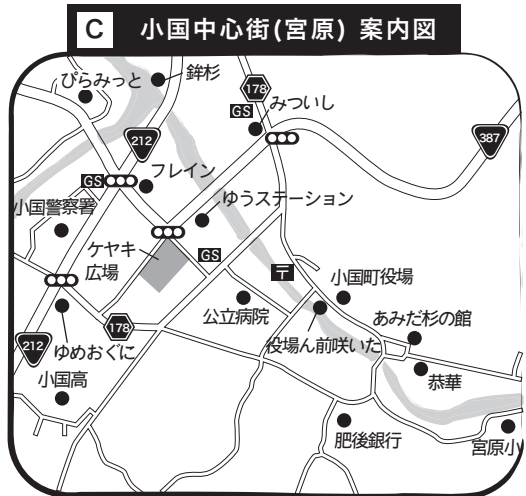 C 小国中心街(宮原) 案内図
ぴらみっと
鉾杉
178
GS
みついし
212
387
GS
フレイン
小国警察署
ゆうステーション
ケヤキ
広場
GS
〒
小国町役場
公立病院
あみだ杉の館
212
178
役場ん前咲いた
ゆめおぐに
小国高
恭華
肥後銀行
宮原小